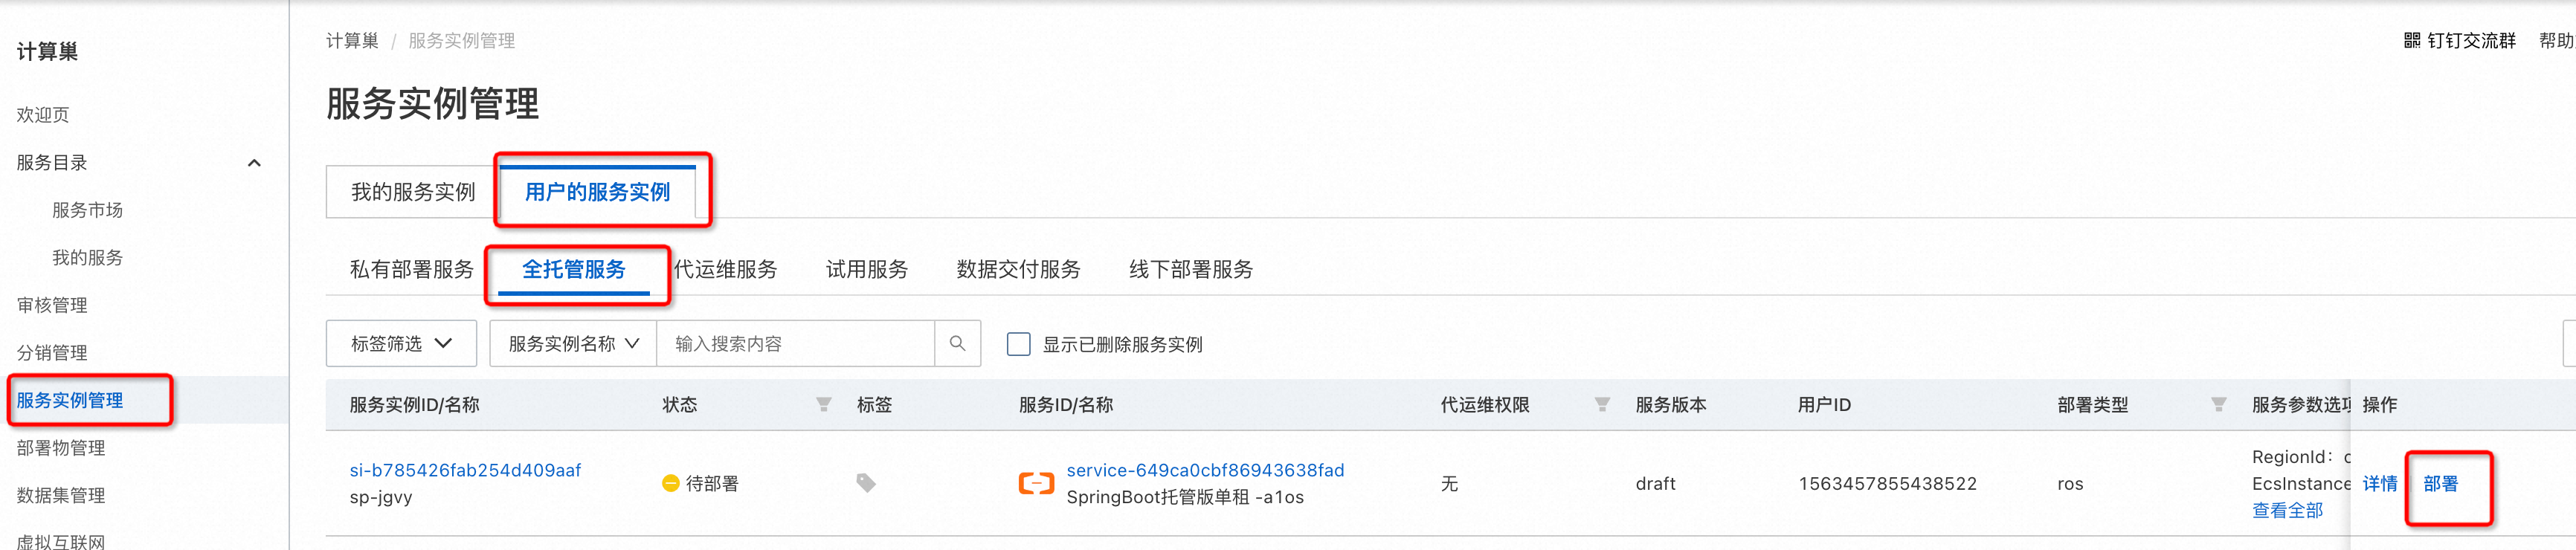 计算巢
欢迎页
服务目录
服务市场
我的服务
审核管理
分销管理
服务实例管理
部署物管理
数据集管理
虚拟互联网
计算巢 / 服务实例管理
钉钉交流群 帮助
服务实例管理
我的服务实例 用户的服务实例
私有部署服务 全托管服务 代运维服务 试用服务 数据交付服务 线下部署服务
标签筛选 服务实例名称 输入搜索内容 显示已删除服务实例
服务实例ID/名称 状态 标签 服务ID/名称 代运维权限 服务版本 用户ID 部署类型 服务参数选项 操作
si-b785426fab254d409aaf
sp-jgvy
待部署
service-649ca0cbf86943638fad
SpringBoot托管版单租 -a1os
无
draft
1563457855438522
ros
RegionId: c
EcsInstance
查看全部
详情 部署